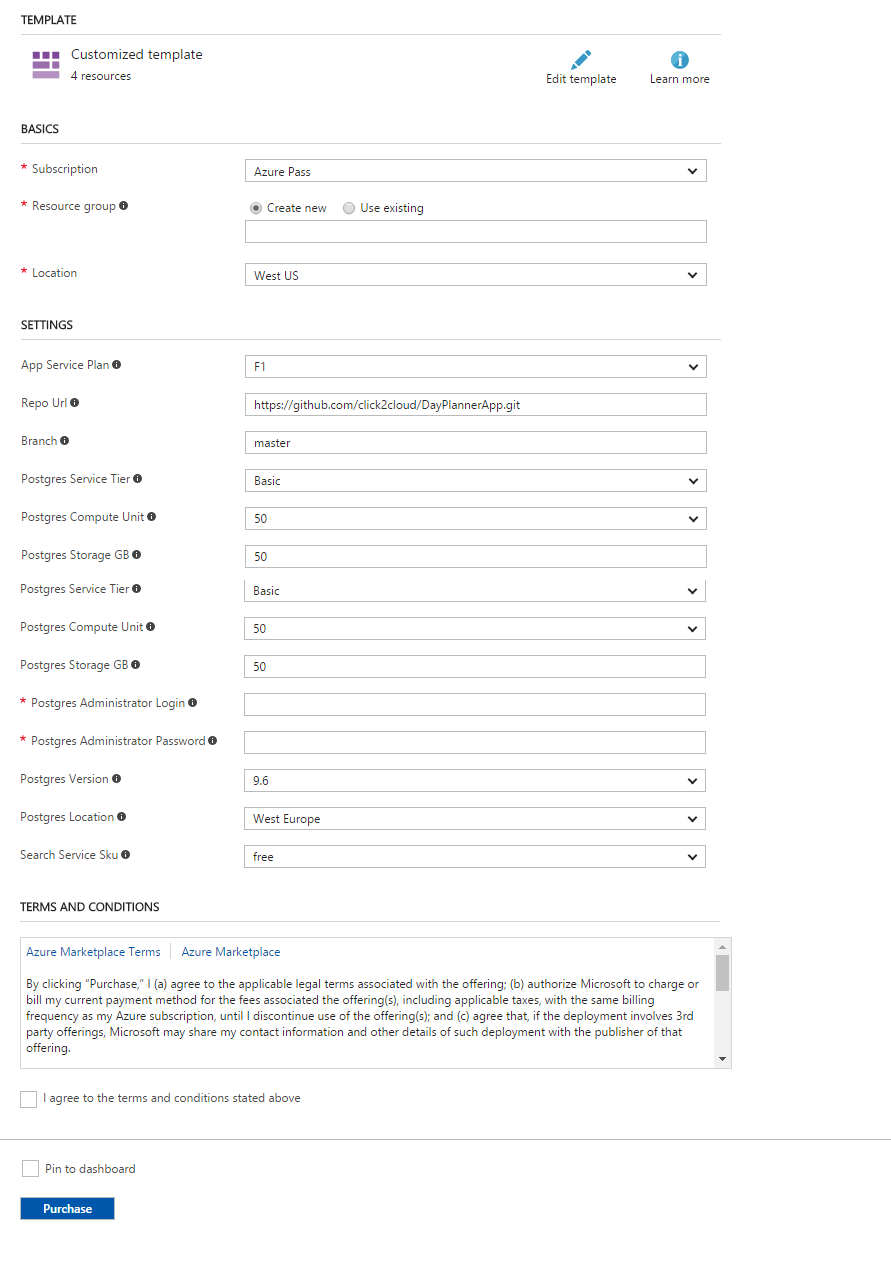 TEMPLATE
Customized template
4 resources
Edit template
Learn more
BASICS
* Subscription
Azure Pass
* Resource group
Create new
Use existing
* Location
West US
SETTINGS
App Service Plan
F1
Repo Url
https://github.com/click2cloud/DayPlannerApp.git
Branch
master
Postgres Service Tier
Basic
Postgres Compute Unit
50
Postgres Storage GB
50
Postgres Service Tier
Basic
Postgres Compute Unit
50
Postgres Storage GB
50
* Postgres Administrator Login
* Postgres Administrator Password
Postgres Version
9.6
Postgres Location
West Europe
Search Service Sku
free
TERMS AND CONDITIONS
Azure Marketplace Terms
Azure Marketplace
By clicking “Purchase,” I (a) agree to the applicable legal terms associated with the offering; (b) authorize Microsoft to charge or
bill my current payment method for the fees associated the offering(s), including applicable taxes, with the same billing
frequency as my Azure subscription, until I discontinue use of the offering(s); and (c) agree that, if the deployment involves 3rd
party offerings, Microsoft may share my contact information and other details of such deployment with the publisher of that
offering.
I agree to the terms and conditions stated above
Pin to dashboard
Purchase